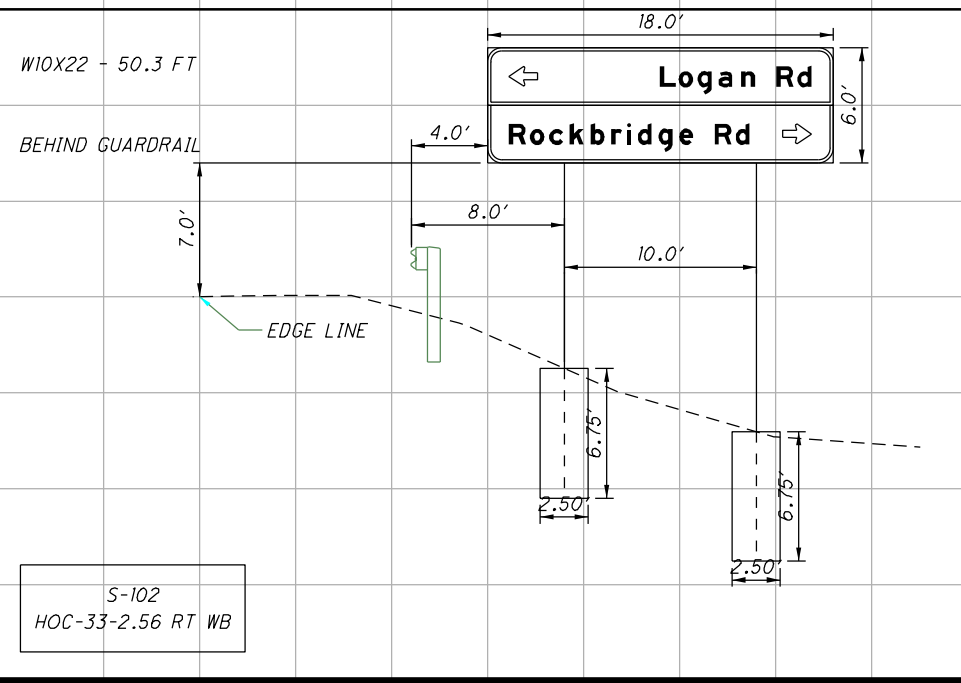 18.0'
W10X22 - 50.3 FT
Logan Rd
6.0'
BEHIND GUARDRAIL
4.0'
Rockbridge Rd
7.0'
8.0'
10.0'
EDGE LINE
6.75'
2.50'
6.75'
2.50'
S-102
HOC-33-2.56 RT WB